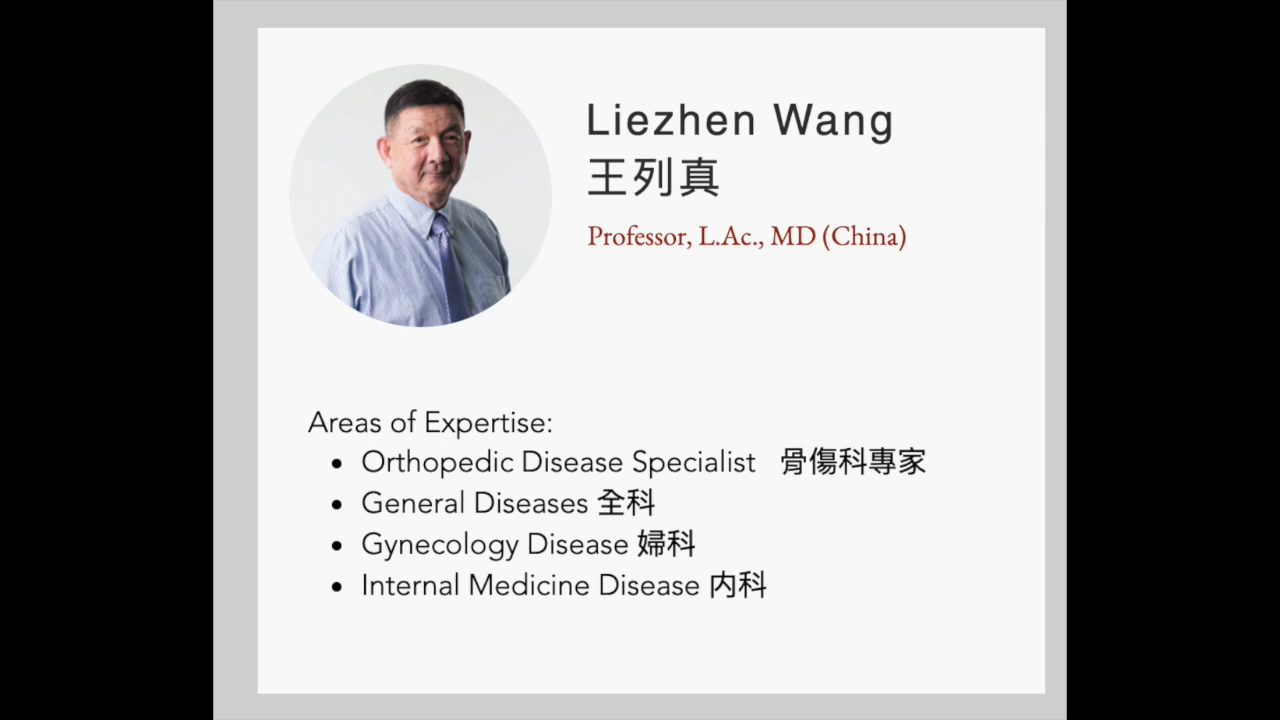 Liezhen Wang
王列真
Professor, L.Ac., MD (China)
Areas of Expertise:
• Orthopedic Disease Specialist 骨傷科專家
• General Diseases 全科
• Gynecology Disease 婦科
• Internal Medicine Disease 内科